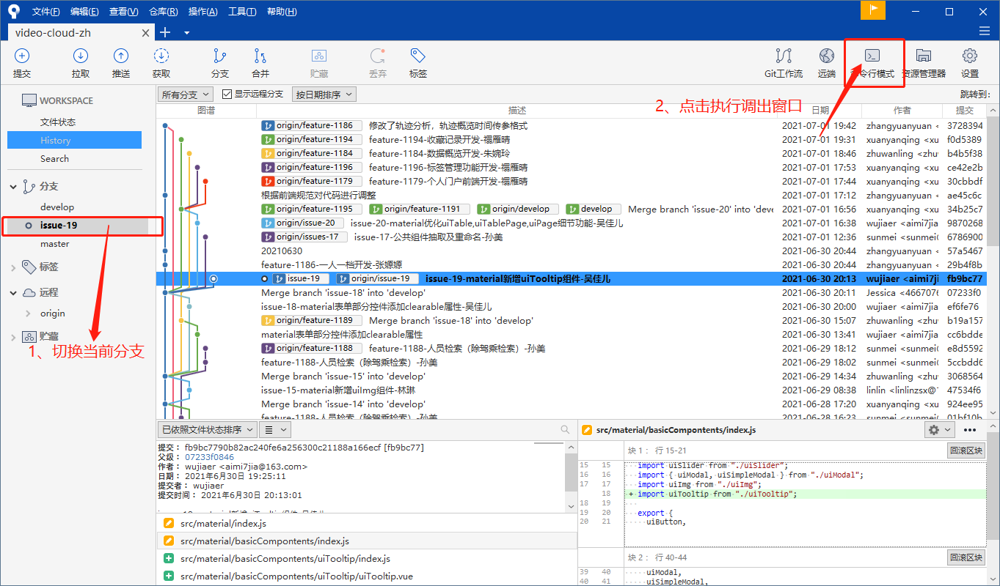 文件(F) 编辑(E) 查看(V) 仓库(R) 操作(A) 工具(T) 帮助(H)
video-cloud-zh
提交 拉取 推送 获取 分支 合并 贮藏 丢弃 标签 Git工作流 远端 命令行模式 资源管理器 设置
WORKSPACE
文件状态
History
Search
分支
develop
issue-19
master
标签
远程
origin
贮藏
1、切换当前分支
2、点击执行调出窗口
所有分支 显示远程分支 按日期排序 跳转到:
图谱 描述 日期 作者 提交
origin/feature-1186 修改了轨迹分析，轨迹概览时间传参格式 2021-07-01 19:42 zhangyuanyuan < 3728394
origin/feature-1194 feature-1194-收藏记录开发-禤雁晴 2021-07-01 19:31 xuanyanqing <xu f0d5389
origin/feature-1184 feature-1184-数据概览开发-朱婉玲 2021-07-01 18:46 zhuwanling <zhu b4b5f38
origin/feature-1196 feature-1196-标签管理功能开发-禤雁晴 2021-07-01 17:53 xuanyanqing <xu ce42e2b
origin/feature-1179 feature-1179-个人门户前端开发-禤雁晴 2021-07-01 17:44 xuanyanqing <xu 30cbbdf
根据前端规范对代码进行调整 2021-07-01 17:12 zhangyuanyuan < ae45c6c
origin/feature-1195 origin/feature-1191 origin/develop develop Merge branch 'issue-20' into 'deve 2021-07-01 16:56 xuanyanqing <xu 34b25c7
origin/issue-20 issue-20-material优化uiTable,uiTablePage,uiPage细节功能-吴佳儿 2021-07-01 16:38 wujiaer <aimi7ji 9870268
origin/issues-17 issue-17-公共组件抽取及重命名-孙美 2021-07-01 12:36 sunmei <sunmei( 6786900
20210630 2021-06-30 20:44 zhangyuanyuan < 57a5467
feature-1186-一人一档开发-张嫄嫄 2021-06-30 20:44 zhangyuanyuan < 29b4f8b
issue-19 origin/issue-19 issue-19-material新增uiTooltip组件-吴佳儿 2021-06-30 20:13 wujiaer <aimi7ji fb9bc77
Merge branch 'issue-18' into 'develop' 2021-06-30 20:11 Jessica <4667076 07233f0
issue-18-material表单部分控件添加clearable属性-吴佳儿 2021-06-30 20:00 wujiaer <aimi7jia ef6fe76
origin/feature-1189 Merge branch 'issue-18' into 'develop' 2021-06-30 15:07 zhuwanling <zhu b19a157
material表单部分控件添加clearable属性 2021-06-30 13:41 wujiaer <aimi7jia cc6bdde
origin/feature-1188 feature-1188-人员检索（除驾乘检索）-孙美 2021-06-29 18:12 sunmei <sunmei( e8d5592
feature-1188-人员检索（除驾乘检索）-孙美 2021-06-29 18:02 sunmei <sunmei( 5ccbdd6
Merge branch 'issue-15' into 'develop' 2021-06-29 14:34 zhuwanling <zhu 3068564
issue-15-material新增uiImg组件-林琳 2021-06-29 08:38 linlin <linlinzsx@1 47534f6
Merge branch 'issue-14' into 'develop' 2021-06-28 17:20 xuanyanqing <xu 924ee95
feature-1188-人员检索（除驾乘检索）-孙美 2021-06-28 16:23 sunmei <sunmei( 01bf10b
已依照文件状态排序
提交： fb9bc7790b82ac240fe6a256300c21188a166ecf [fb9bc77]
父级： 07233f0846
作者： wujiaer <aimi7jia@163.com>
日期： 2021年6月30日 19:25:11
提交者： wujiaer
提交时间： 2021年6月30日 20:13:01
issue-19-material新增uiTooltip组件-吴佳儿
src/material/index.js
src/material/basicCompontents/index.js
src/material/basicCompontents/uiTooltip/index.js
src/material/basicCompontents/uiTooltip/uiTooltip.vue
src/material/basicCompontents/index.js
块 1： 行 15-21 回滚区块
15 15 import uiSlider from "./uiSlider";
16 16 import { uiModal, uiSimpleModal } from "./uiModal";
17 17 import uiImg from "./uiImg";
18 + import uiTooltip from "./uiTooltip";
18 19
19 20 export {
20 21 uiButton,
块 2： 行 40-44 回滚区块
39 40 uiModal,
40 41 uiSimpleModal,